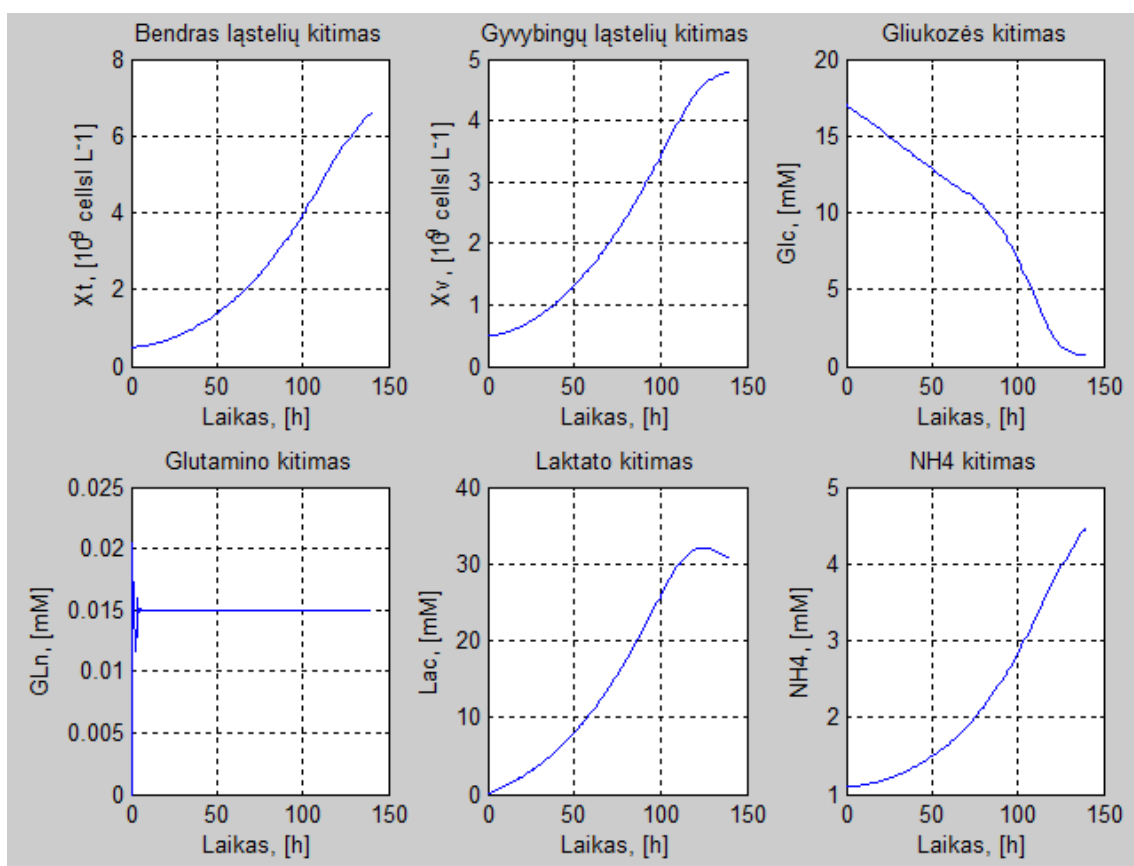 Bendras ląstelių kitimas
8
6
4
2
0
Xt, [10⁹ cellsl L⁻1]
0 50 100 150
Laikas, [h]
Gyvybingų ląstelių kitimas
5
4
3
2
1
0
Xv, [10⁹ cellsl L⁻1]
0 50 100 150
Laikas, [h]
Gliukozės kitimas
20
15
10
5
0
Glc, [mM]
0 50 100 150
Laikas, [h]
Glutamino kitimas
0.025
0.02
0.015
0.01
0.005
0
GLn, [mM]
0 50 100 150
Laikas, [h]
Laktato kitimas
40
30
20
10
0
Lac, [mM]
0 50 100 150
Laikas, [h]
NH4 kitimas
5
4
3
2
1
NH4, [mM]
0 50 100 150
Laikas, [h]